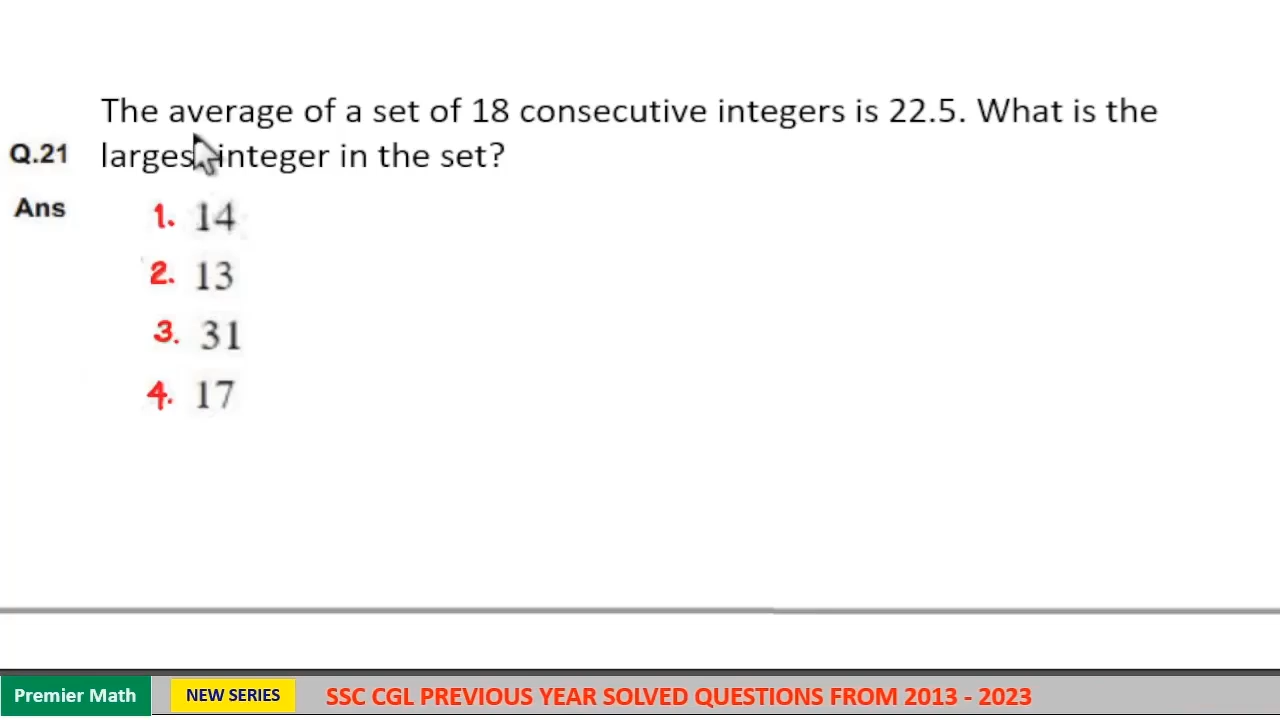 The average of a set of 18 consecutive integers is 22.5. What is the
Q.21 larges integer in the set?
Ans 1. 14
2. 13
3. 31
4. 17
Premier Math NEW SERIES SSC CGL PREVIOUS YEAR SOLVED QUESTIONS FROM 2013 - 2023